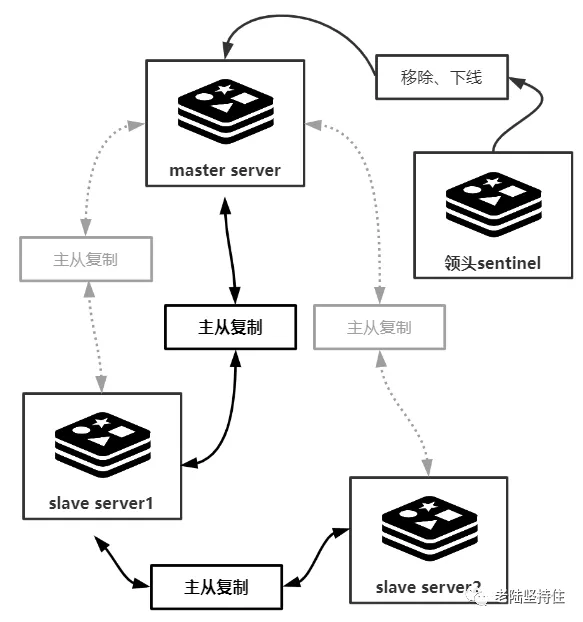 移除、下线
master server
领头sentinel
主从复制
主从复制
主从复制
slave server1
slave server2
主从复制
老陆坚持住